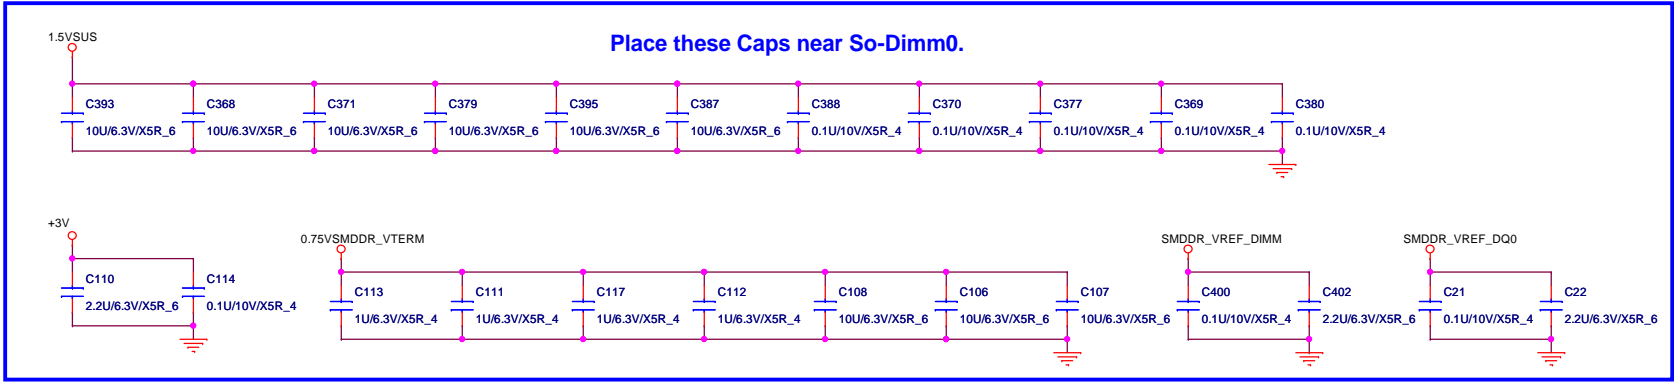 1.5VSUS
Place these Caps near So-Dimm0.
C393 C368 C371 C379 C395 C387 C388 C370 C377 C369 C380
10U/6.3V/X5R_6 10U/6.3V/X5R_6 10U/6.3V/X5R_6 10U/6.3V/X5R_6 10U/6.3V/X5R_6 10U/6.3V/X5R_6 0.1U/10V/X5R_4 0.1U/10V/X5R_4 0.1U/10V/X5R_4 0.1U/10V/X5R_4 0.1U/10V/X5R_4
+3V
0.75VSMDDR_VTERM SMDDR_VREF_DIMM SMDDR_VREF_DQ0
C110 C114
2.2U/6.3V/X5R_6 0.1U/10V/X5R_4
C113 C111 C117 C112 C108 C106 C107 C400 C402 C21 C22
1U/6.3V/X5R_4 1U/6.3V/X5R_4 1U/6.3V/X5R_4 1U/6.3V/X5R_4 10U/6.3V/X5R_6 10U/6.3V/X5R_6 10U/6.3V/X5R_6 0.1U/10V/X5R_4 2.2U/6.3V/X5R_6 0.1U/10V/X5R_4 2.2U/6.3V/X5R_6